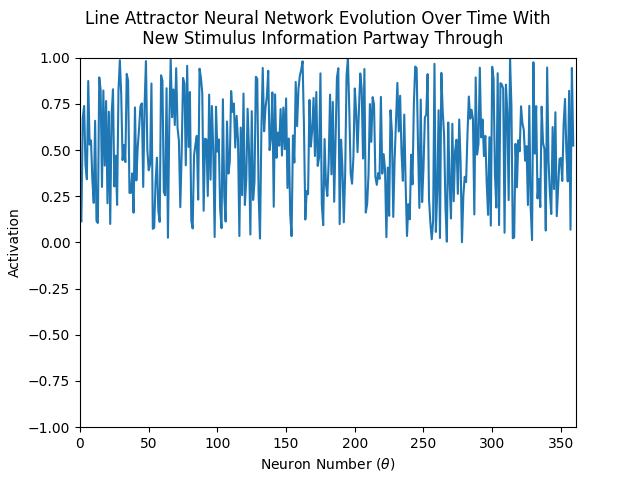 Line Attractor Neural Network Evolution Over Time With
New Stimulus Information Partway Through
1.00
0.75
0.50
0.25
0.00
−0.25
−0.50
−0.75
−1.00
Activation
0 50 100 150 200 250 300 350
Neuron Number (θ)